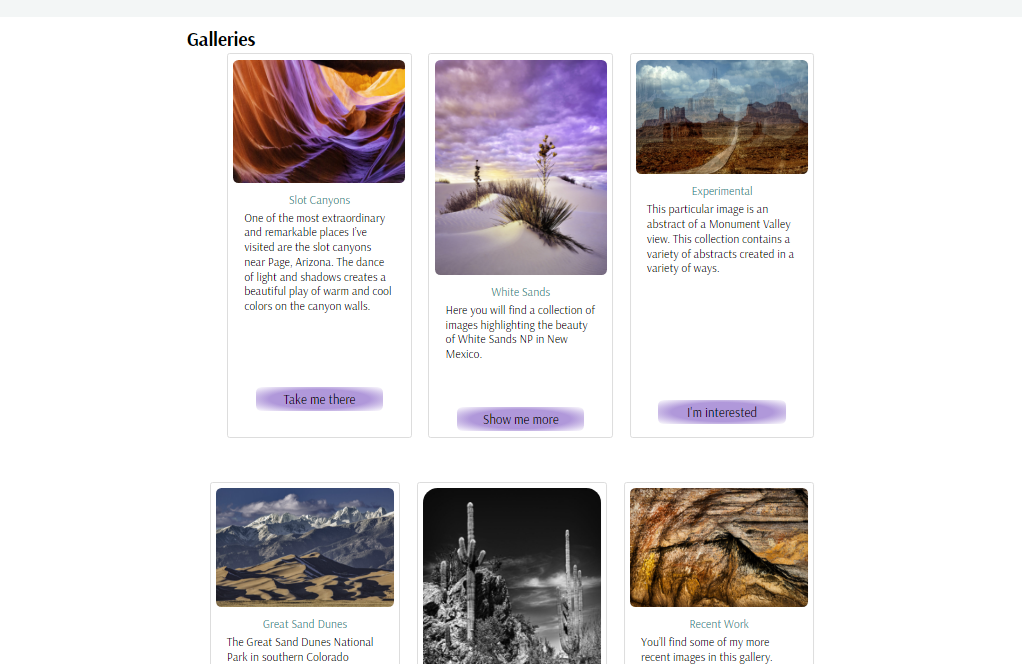 Galleries
Slot Canyons
One of the most extraordinary
and remarkable places I've
visited are the slot canyons
near Page, Arizona. The dance
of light and shadows creates a
beautiful play of warm and cool
colors on the canyon walls.
Take me there
White Sands
Here you will find a collection of
images highlighting the beauty
of White Sands NP in New
Mexico.
Show me more
Experimental
This particular image is an
abstract of a Monument Valley
view. This collection contains a
variety of abstracts created in a
variety of ways.
I'm interested
Great Sand Dunes
The Great Sand Dunes National
Park in southern Colorado
Recent Work
You'll find some of my more
recent images in this gallery.